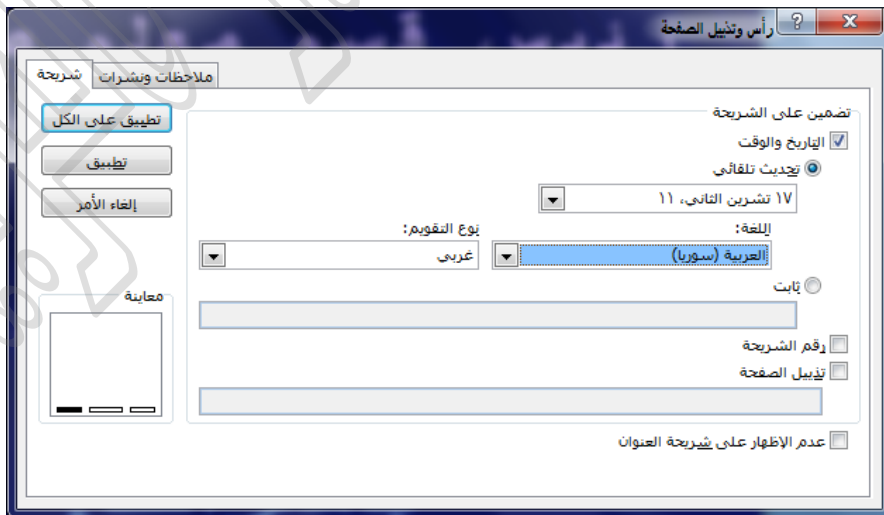 رأس وتذييل الصفحة
شريحة
ملاحظات ونشرات
تضمين على الشريحة
التاريخ والوقت
تحديث تلقائي
١٧ تشرين الثاني، ١١
اللغة:
نوع التقويم:
العربية (سوريا)
غربي
ثابت
رقم الشريحة
تذييل الصفحة
عدم الإظهار على شريحة العنوان
تطبيق على الكل
تطبيق
إلغاء الأمر
معاينة